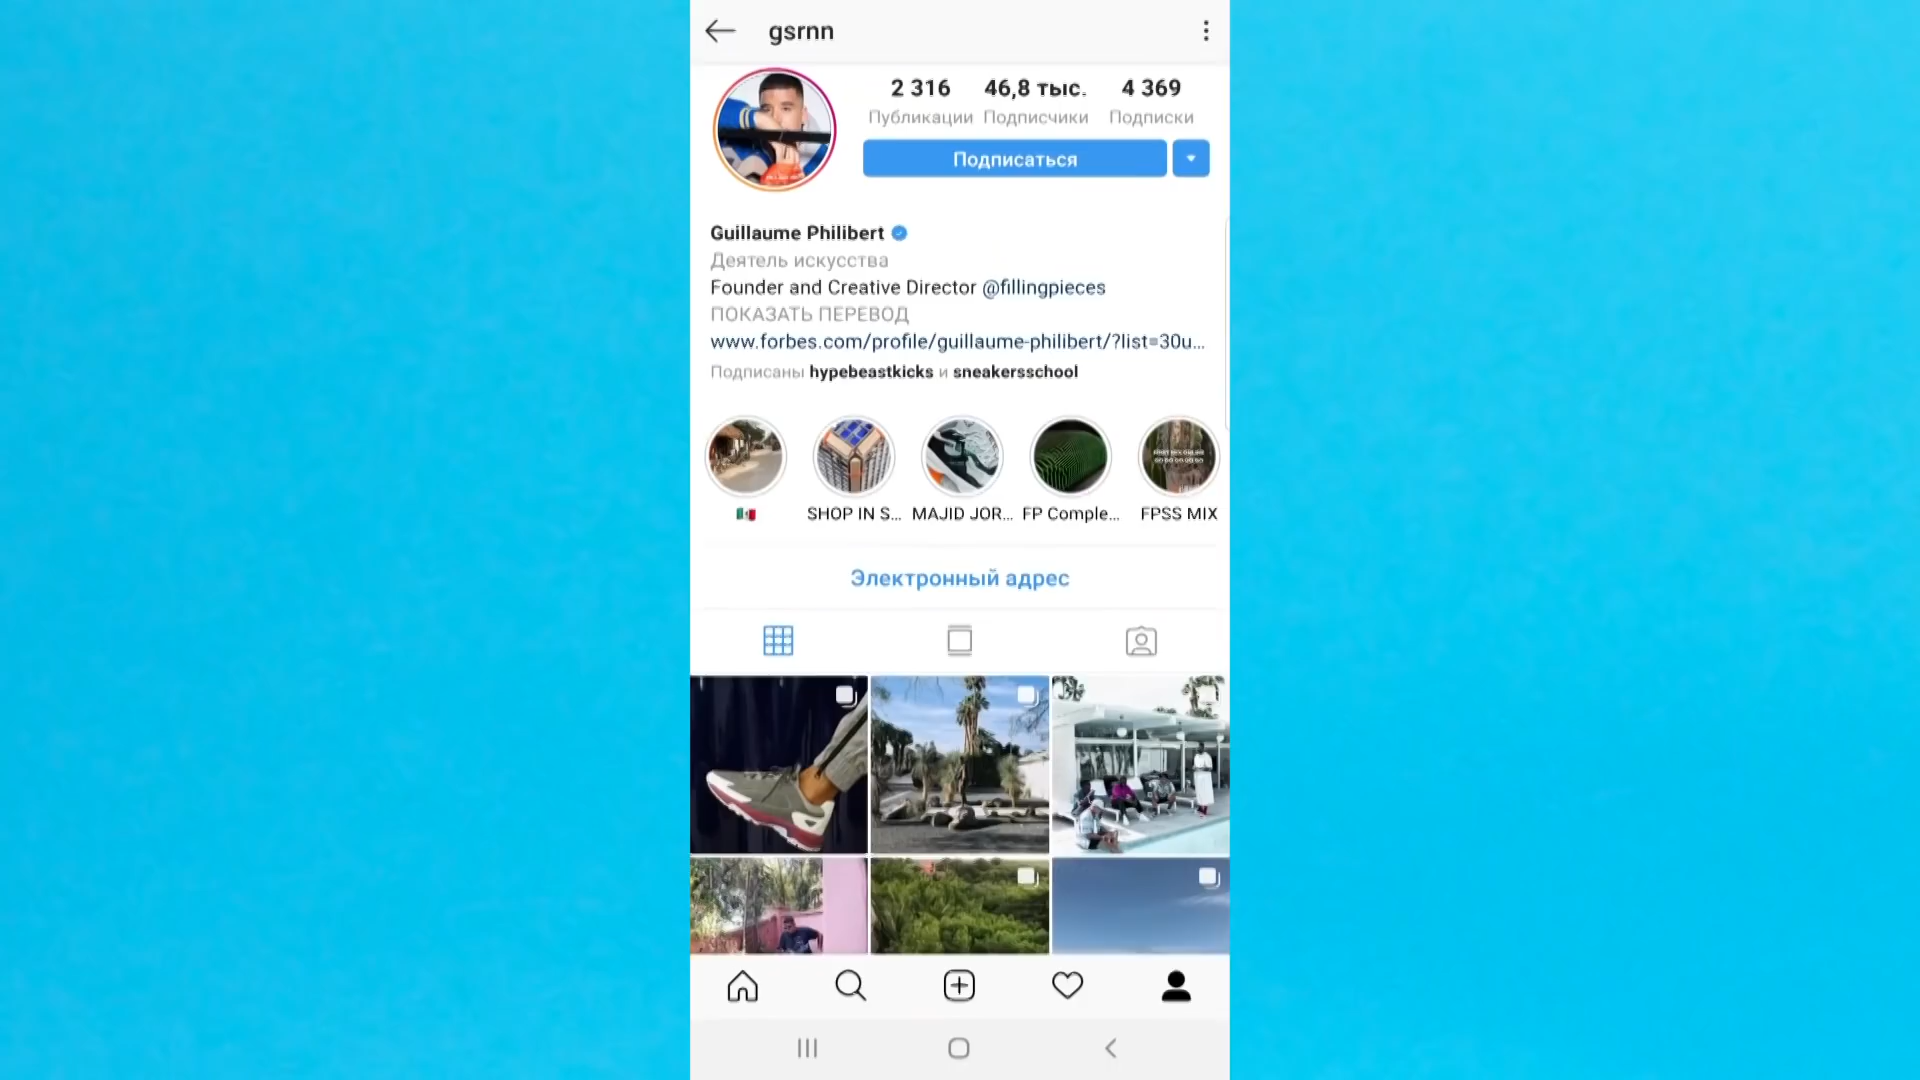 gsrnn
2 316 46,8 тыс. 4 369
Публикации Подписчики Подписки
Подписаться
Guillaume Philibert
Деятель искусства
Founder and Creative Director @fillingpieces
ПОКАЗАТЬ ПЕРЕВОД
www.forbes.com/profile/guillaume-philibert/?list=30u...
Подписаны hypebeastkicks и sneakersschool
SHOP IN S... MAJID JOR... FP Comple... FPSS MIX
Электронный адрес